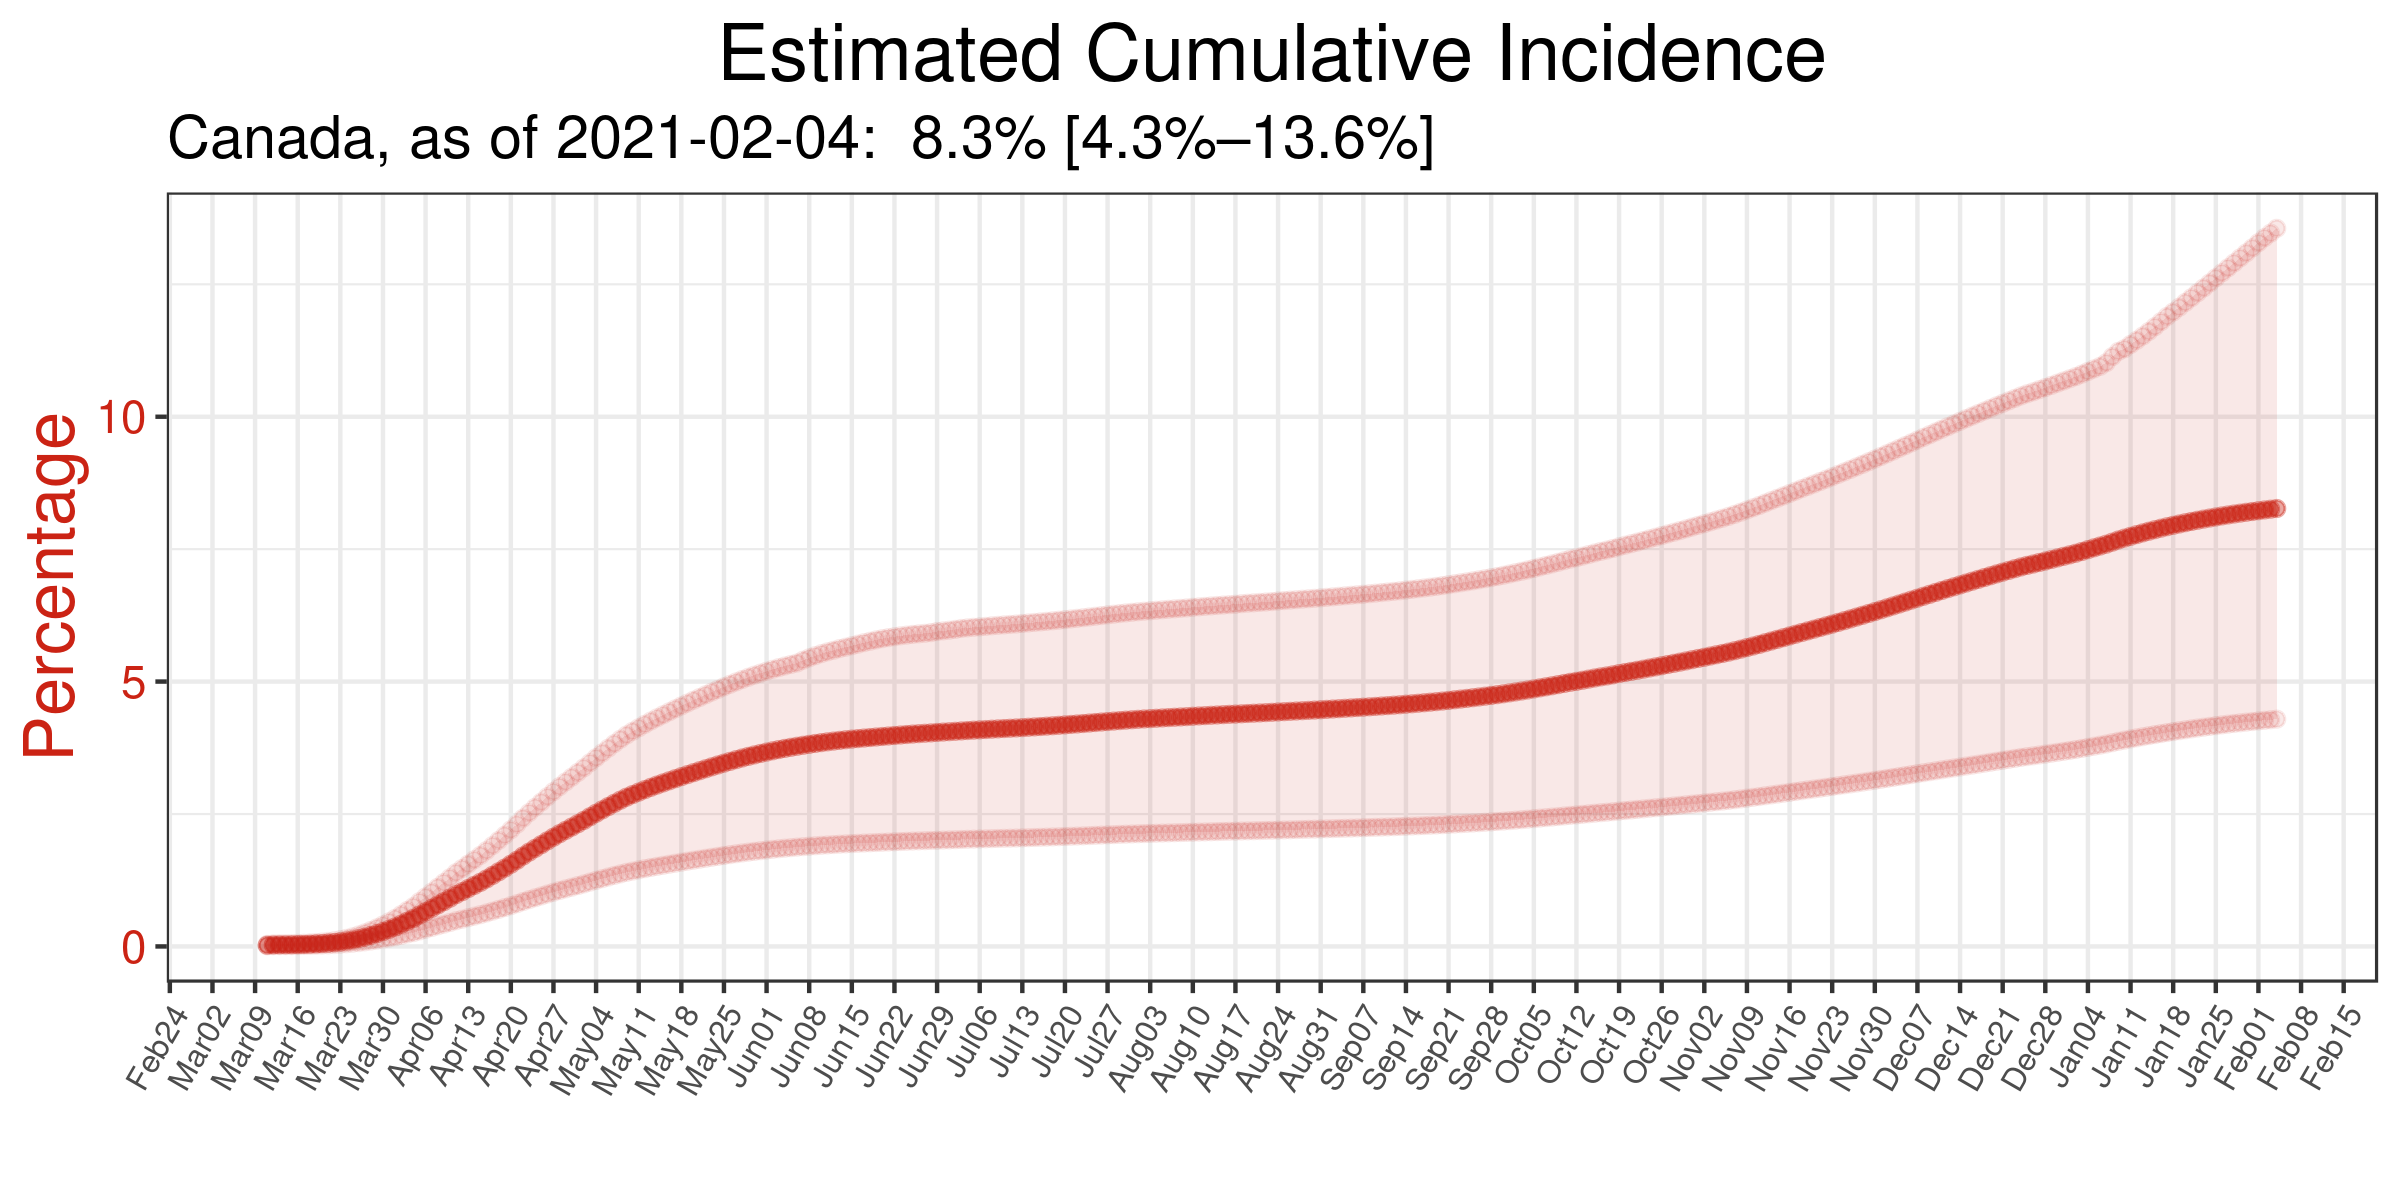 Estimated Cumulative Incidence
Canada, as of 2021-02-04:  8.3% [4.3%–13.6%]
Percentage
10
5
0
Feb24
Mar02
Mar09
Mar16
Mar23
Mar30
Apr06
Apr13
Apr20
Apr27
May04
May11
May18
May25
Jun01
Jun08
Jun15
Jun22
Jun29
Jul06
Jul13
Jul20
Jul27
Aug03
Aug10
Aug17
Aug24
Aug31
Sep07
Sep14
Sep21
Sep28
Oct05
Oct12
Oct19
Oct26
Nov02
Nov09
Nov16
Nov23
Nov30
Dec07
Dec14
Dec21
Dec28
Jan04
Jan11
Jan18
Jan25
Feb01
Feb08
Feb15